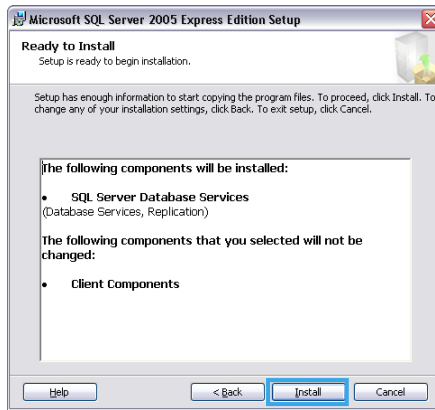 Microsoft SQL Server 2005 Express Edition Setup
Ready to Install
Setup is ready to begin installation.
Setup has enough information to start copying the program files. To proceed, click Install. To
change any of your installation settings, click Back. To exit setup, click Cancel.
The following components will be installed:
• SQL Server Database Services
(Database Services, Replication)
The following components that you selected will not be
changed:
• Client Components
Help
< Back
Install
Cancel